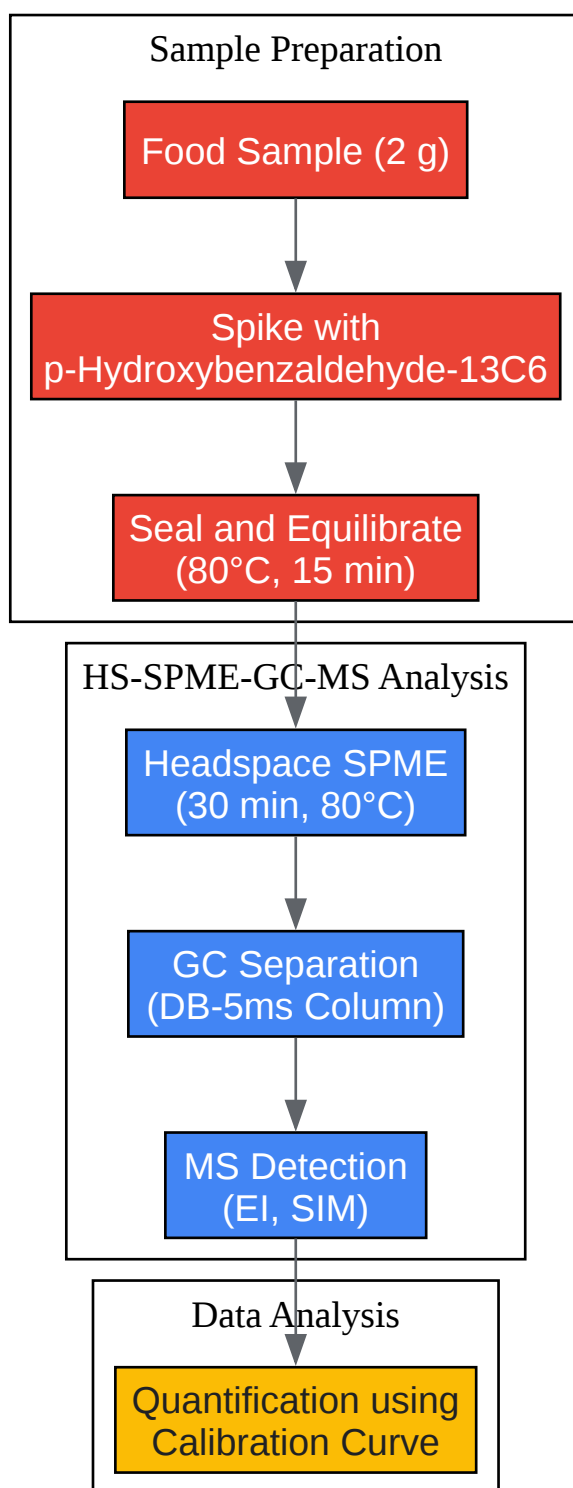 Sample Preparation
Food Sample (2 g)
Spike with
p-Hydroxybenzaldehyde-13C6
Seal and Equilibrate
(80°C, 15 min)
HS-SPME-GC-MS Analysis
Headspace SPME
(30 min, 80°C)
GC Separation
(DB-5ms Column)
MS Detection
(EI, SIM)
Data Analysis
Quantification using
Calibration Curve